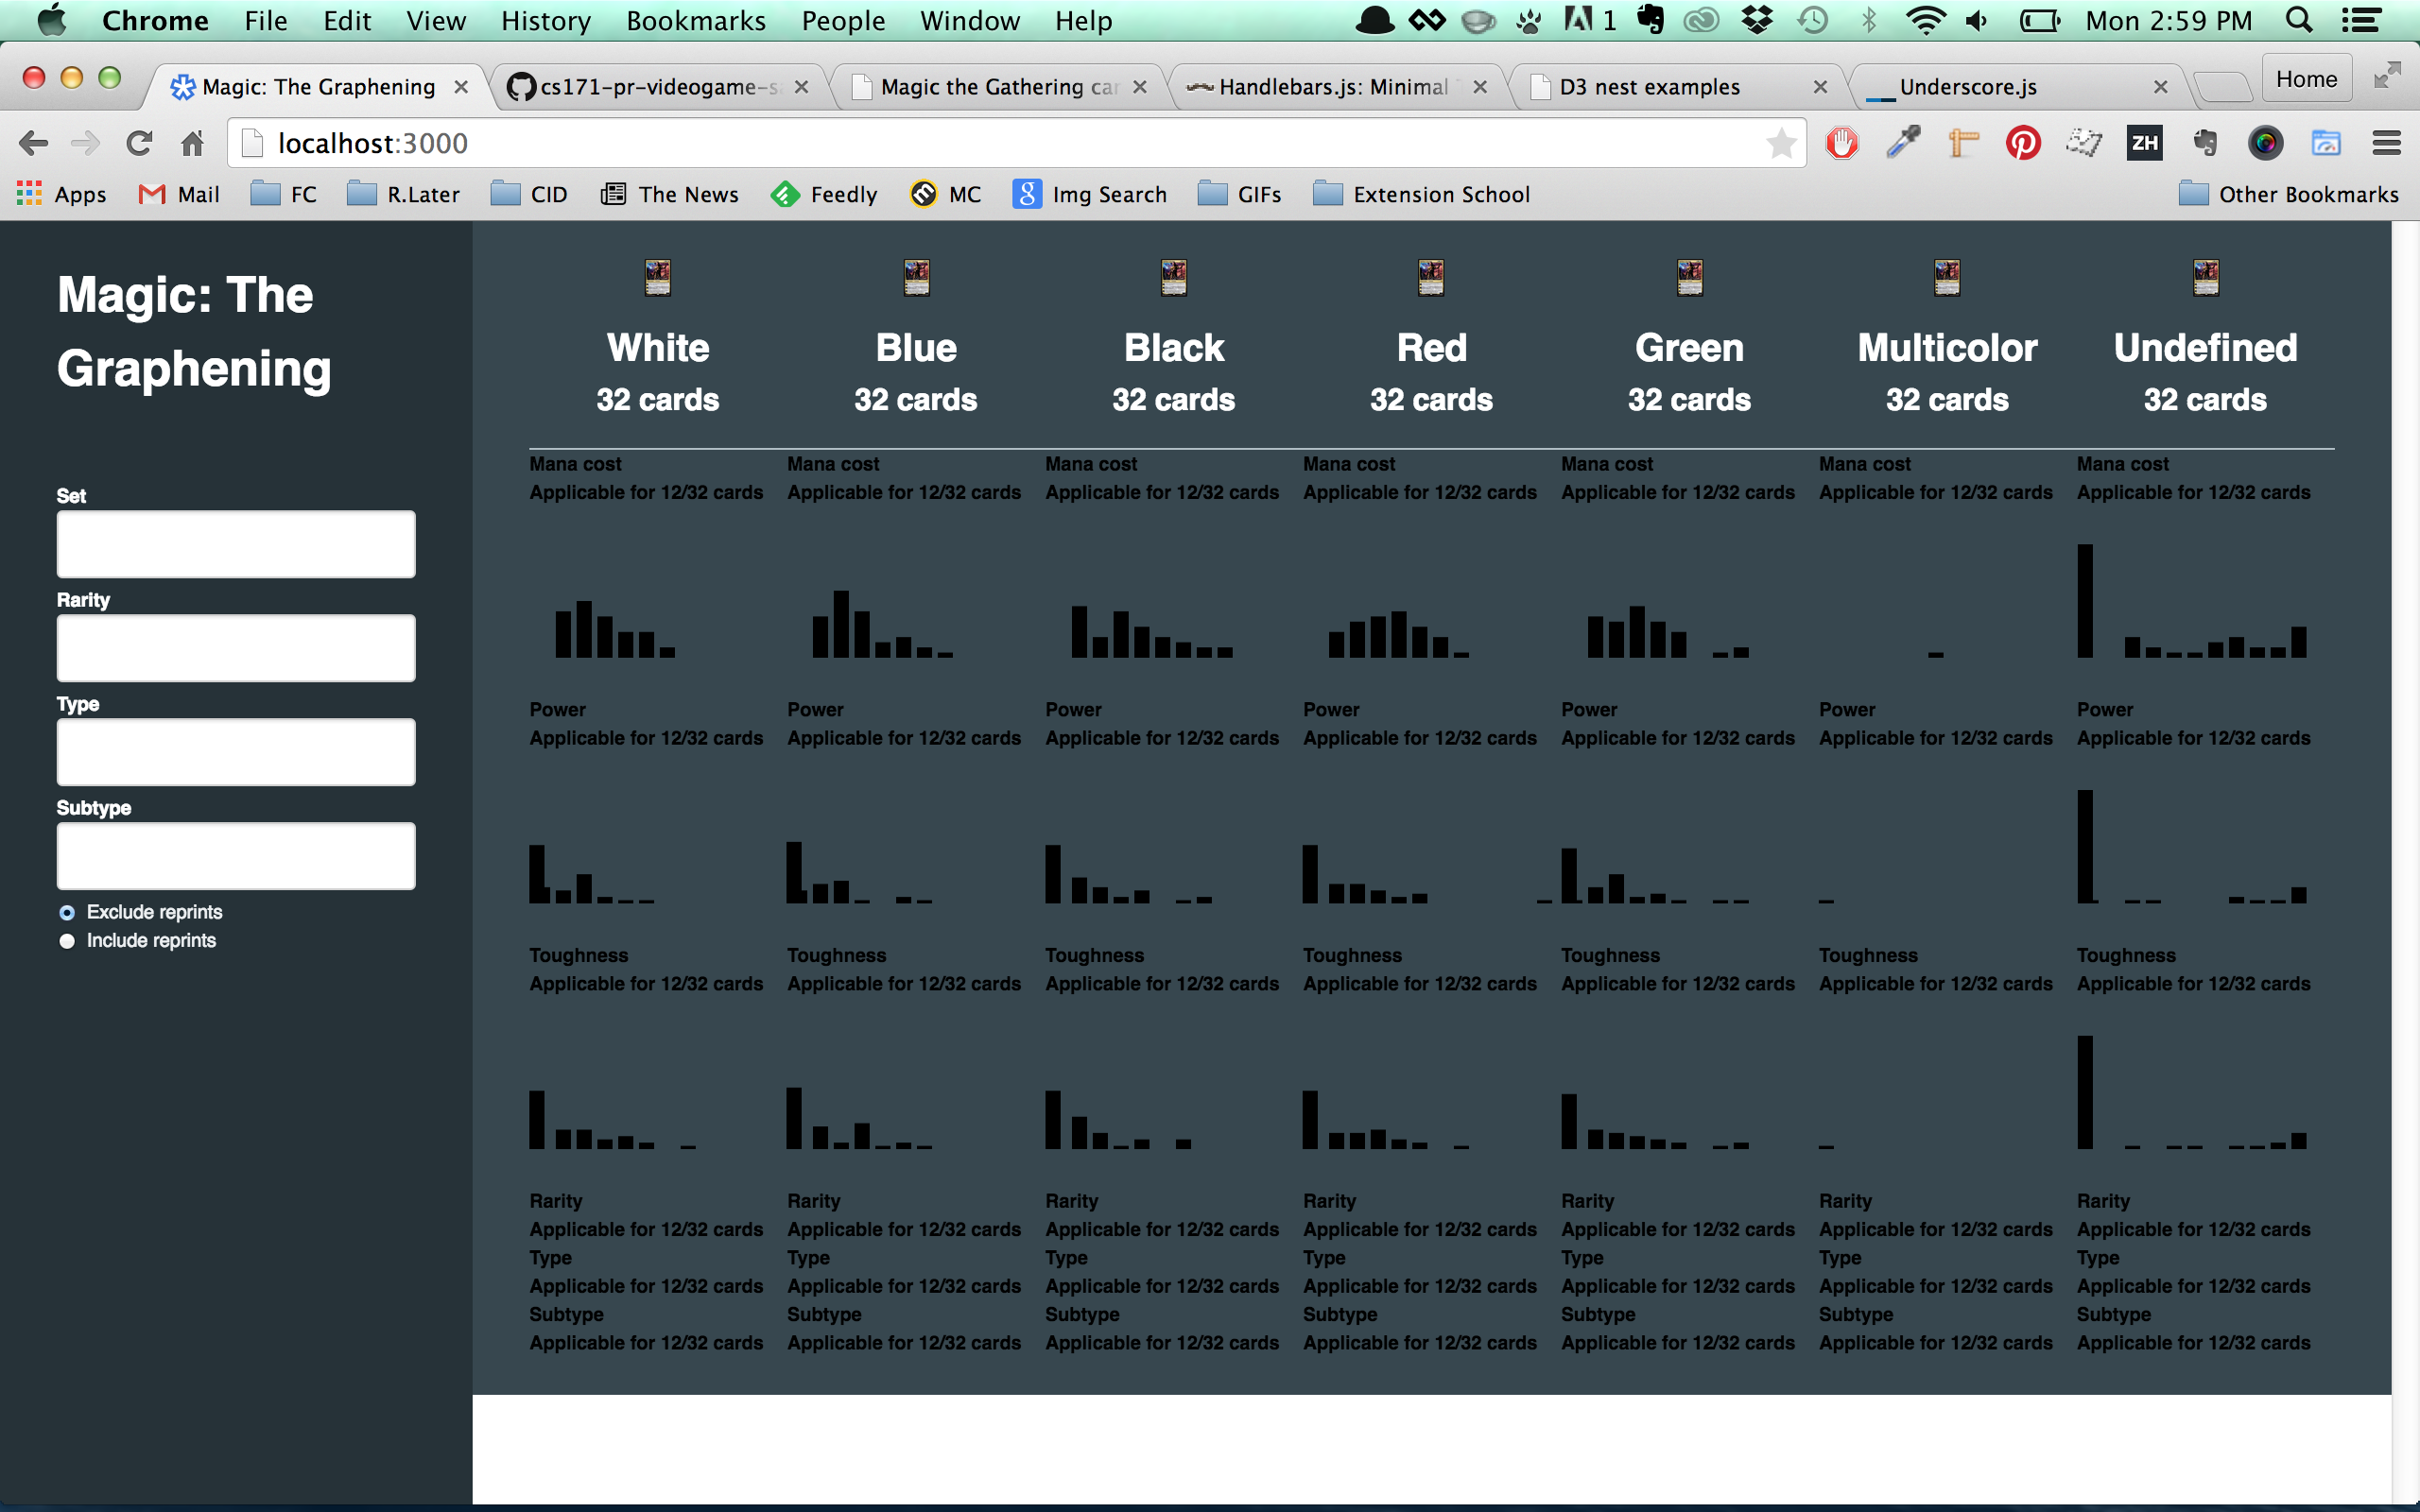 Chrome File Edit View History Bookmarks People Window Help 1 Mon 2:59 PM
Magic: The Graphening cs171-pr-videogame-s Magic the Gathering car Handlebars.js: Minimal D3 nest examples Underscore.js Home
localhost:3000 ZH
Apps Mail FC R.Later CID The News Feedly MC Img Search GIFs Extension School Other Bookmarks
Magic: The
Graphening
Set
Rarity
Type
Subtype
Exclude reprints
Include reprints
White Blue Black Red Green Multicolor Undefined
32 cards 32 cards 32 cards 32 cards 32 cards 32 cards 32 cards
Mana cost Mana cost Mana cost Mana cost Mana cost Mana cost Mana cost
Applicable for 12/32 cards Applicable for 12/32 cards Applicable for 12/32 cards Applicable for 12/32 cards Applicable for 12/32 cards Applicable for 12/32 cards Applicable for 12/32 cards
Power Power Power Power Power Power Power
Applicable for 12/32 cards Applicable for 12/32 cards Applicable for 12/32 cards Applicable for 12/32 cards Applicable for 12/32 cards Applicable for 12/32 cards Applicable for 12/32 cards
Toughness Toughness Toughness Toughness Toughness Toughness Toughness
Applicable for 12/32 cards Applicable for 12/32 cards Applicable for 12/32 cards Applicable for 12/32 cards Applicable for 12/32 cards Applicable for 12/32 cards Applicable for 12/32 cards
Rarity Rarity Rarity Rarity Rarity Rarity Rarity
Applicable for 12/32 cards Applicable for 12/32 cards Applicable for 12/32 cards Applicable for 12/32 cards Applicable for 12/32 cards Applicable for 12/32 cards Applicable for 12/32 cards
Type Type Type Type Type Type Type
Applicable for 12/32 cards Applicable for 12/32 cards Applicable for 12/32 cards Applicable for 12/32 cards Applicable for 12/32 cards Applicable for 12/32 cards Applicable for 12/32 cards
Subtype Subtype Subtype Subtype Subtype Subtype Subtype
Applicable for 12/32 cards Applicable for 12/32 cards Applicable for 12/32 cards Applicable for 12/32 cards Applicable for 12/32 cards Applicable for 12/32 cards Applicable for 12/32 cards